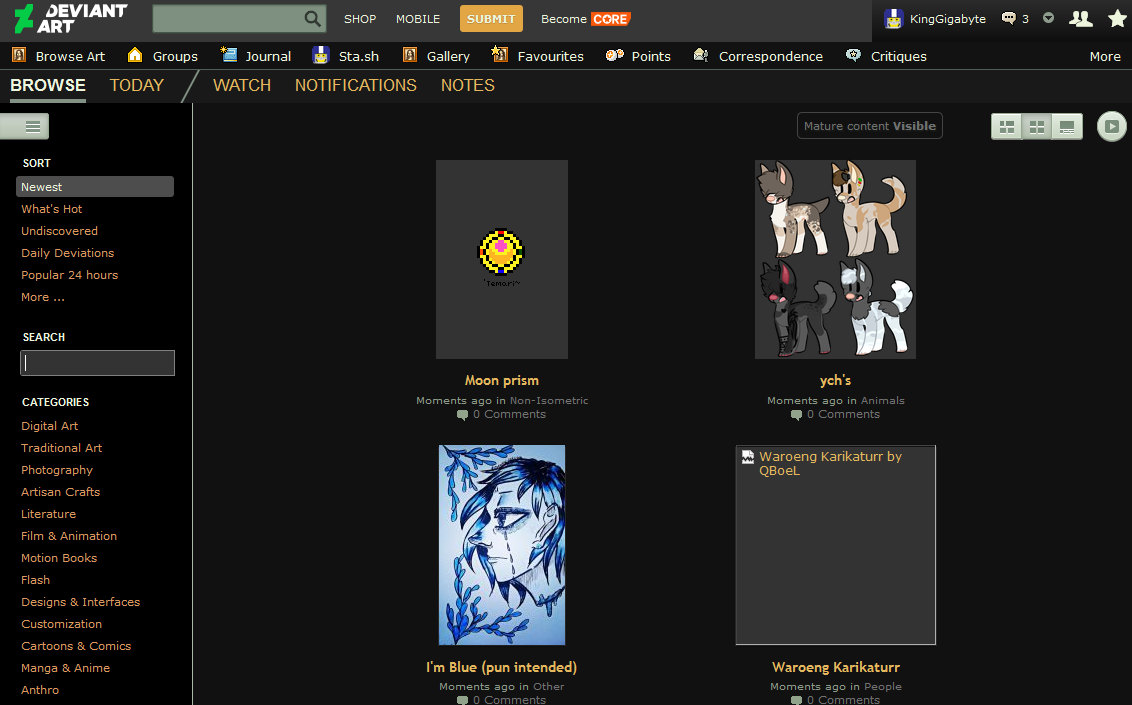 DEVIANT ART SHOP MOBILE SUBMIT Become CORE KingGigabyte 3
Browse Art Groups Journal Sta.sh Gallery Favourites Points Correspondence Critiques More
BROWSE TODAY WATCH NOTIFICATIONS NOTES
Mature content Visible
SORT
Newest
What's Hot
Undiscovered
Daily Deviations
Popular 24 hours
More ...
SEARCH
CATEGORIES
Digital Art
Traditional Art
Photography
Artisan Crafts
Literature
Film & Animation
Motion Books
Flash
Designs & Interfaces
Customization
Cartoons & Comics
Manga & Anime
Anthro
Moon prism
Moments ago in Non-Isometric
0 Comments
ych's
Moments ago in Animals
0 Comments
Waroeng Karikaturr by
QBoeL
I'm Blue (pun intended)
Moments ago in Other
0 Comments
Waroeng Karikaturr
Moments ago in People
0 Comments